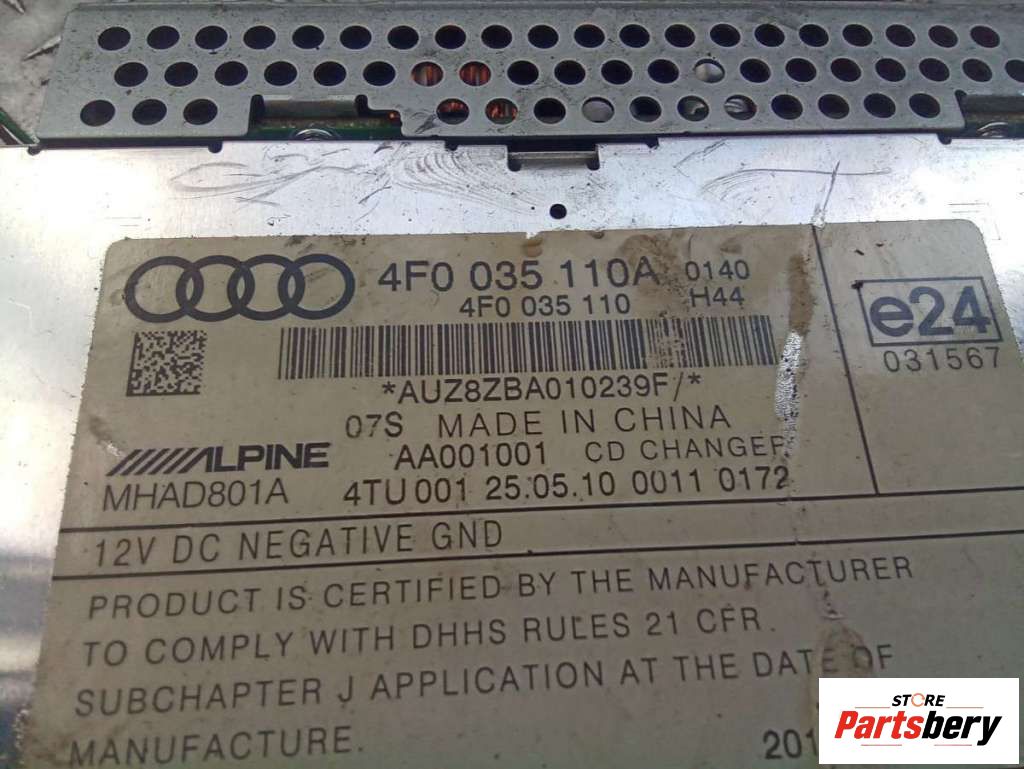 4F0 035 110A 0140
4F0 035 110 H44
e24
031567
*AUZ8ZBA010239F/*
07S MADE IN CHINA
ALPINE AA001001 CD CHANGER
MHAD801A 4TU 001 25.05.10 0011 0172
12V DC NEGATIVE GND
PRODUCT IS CERTIFIED BY THE MANUFACTURER
TO COMPLY WITH DHHS RULES 21 CFR.
SUBCHAPTER J APPLICATION AT THE DATE OF
MANUFACTURE.
STORE
Partsbery